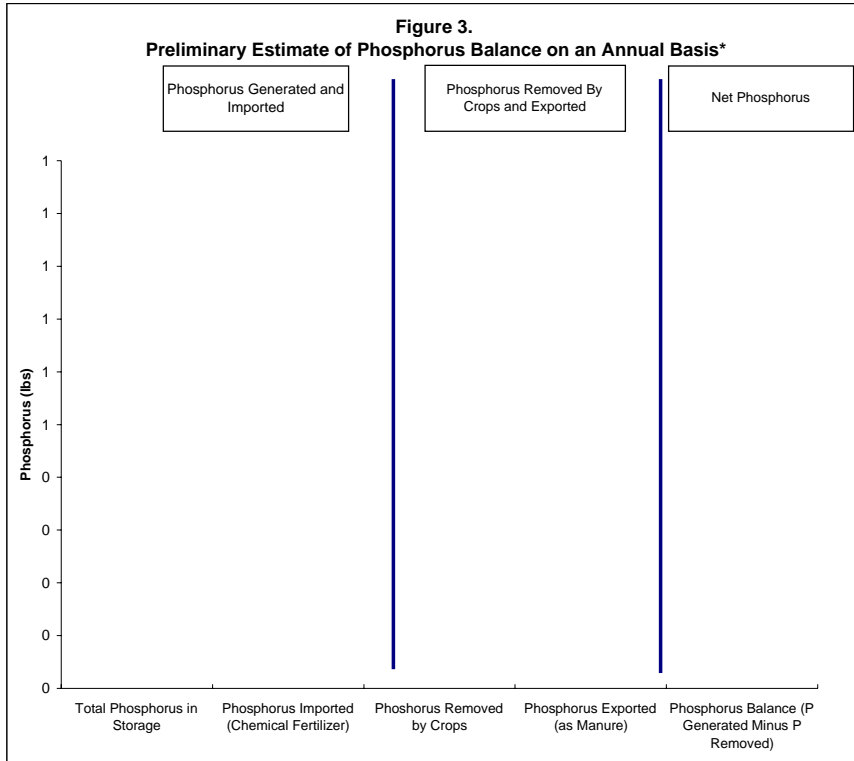 Figure 3.
Preliminary Estimate of Phosphorus Balance on an Annual Basis*
Phosphorus Generated and
Imported
Phosphorus Removed By
Crops and Exported
Net Phosphorus
Phosphorus (lbs)
1
1
1
1
1
1
0
0
0
0
0
Total Phosphorus in
Storage
Phosphorus Imported
(Chemical Fertilizer)
Phoshorus Removed
by Crops
Phosphorus Exported
(as Manure)
Phosphorus Balance (P
Generated Minus P
Removed)